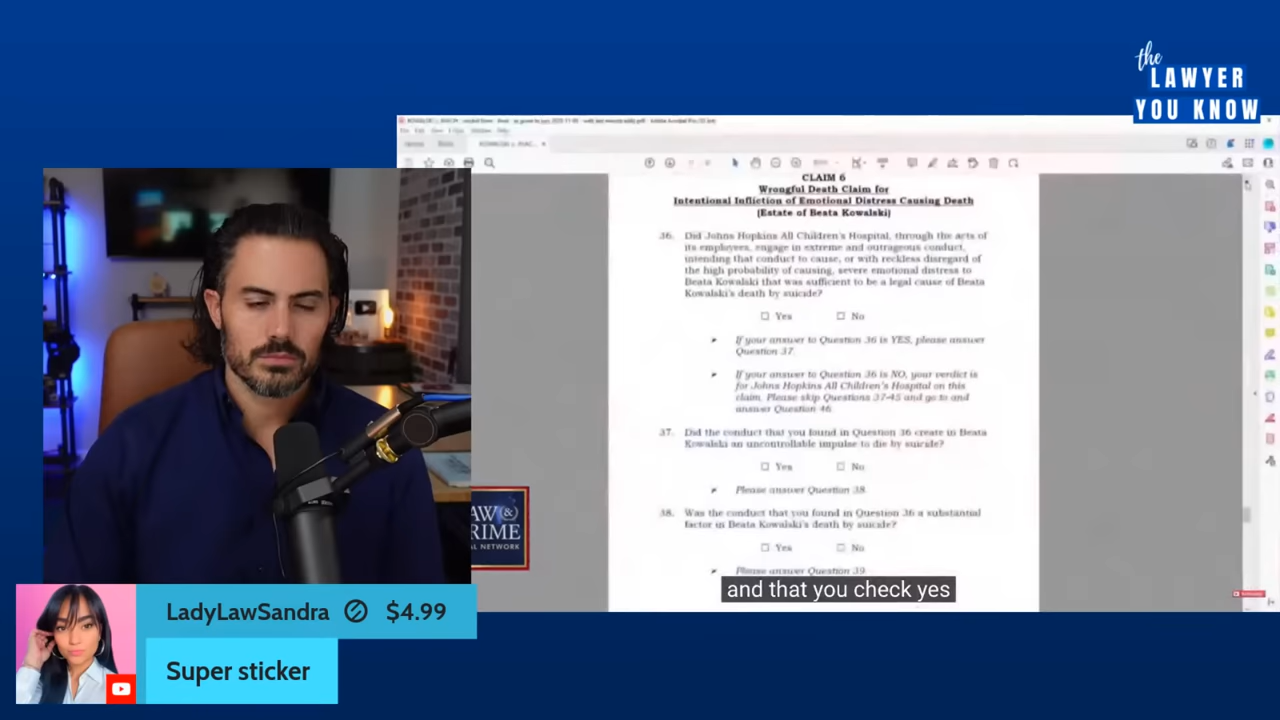 the
LAWYER
YOU KNOW
CLAIM 6
Wrongful Death Claim for
Intentional Infliction of Emotional Distress Causing Death
(Estate of Beata Kowalski)
36. Did Johns Hopkins All Children's Hospital, through the acts of
its employees, engage in extreme and outrageous conduct,
intending that conduct to cause, or with reckless disregard of
the high probability of causing, severe emotional distress to
Beata Kowalski that was sufficient to be a legal cause of Beata
Kowalski's death by suicide?
Yes No
If your answer to Question 36 is YES, please answer
Question 37.
If your answer to Question 36 is NO, your verdict is
for Johns Hopkins All Children's Hospital on this
claim. Please skip Questions 37-45 and go to and
answer Question 46.
37. Did the conduct that you found in Question 36 create in Beata
Kowalski an uncontrollable impulse to die by suicide?
Yes No
Please answer Question 38.
38. Was the conduct that you found in Question 36 a substantial
factor in Beata Kowalski's death by suicide?
Yes No
Please answer Question 39.
and that you check yes
AW &
RIME
AL NETWORK
LadyLawSandra $4.99
Super sticker